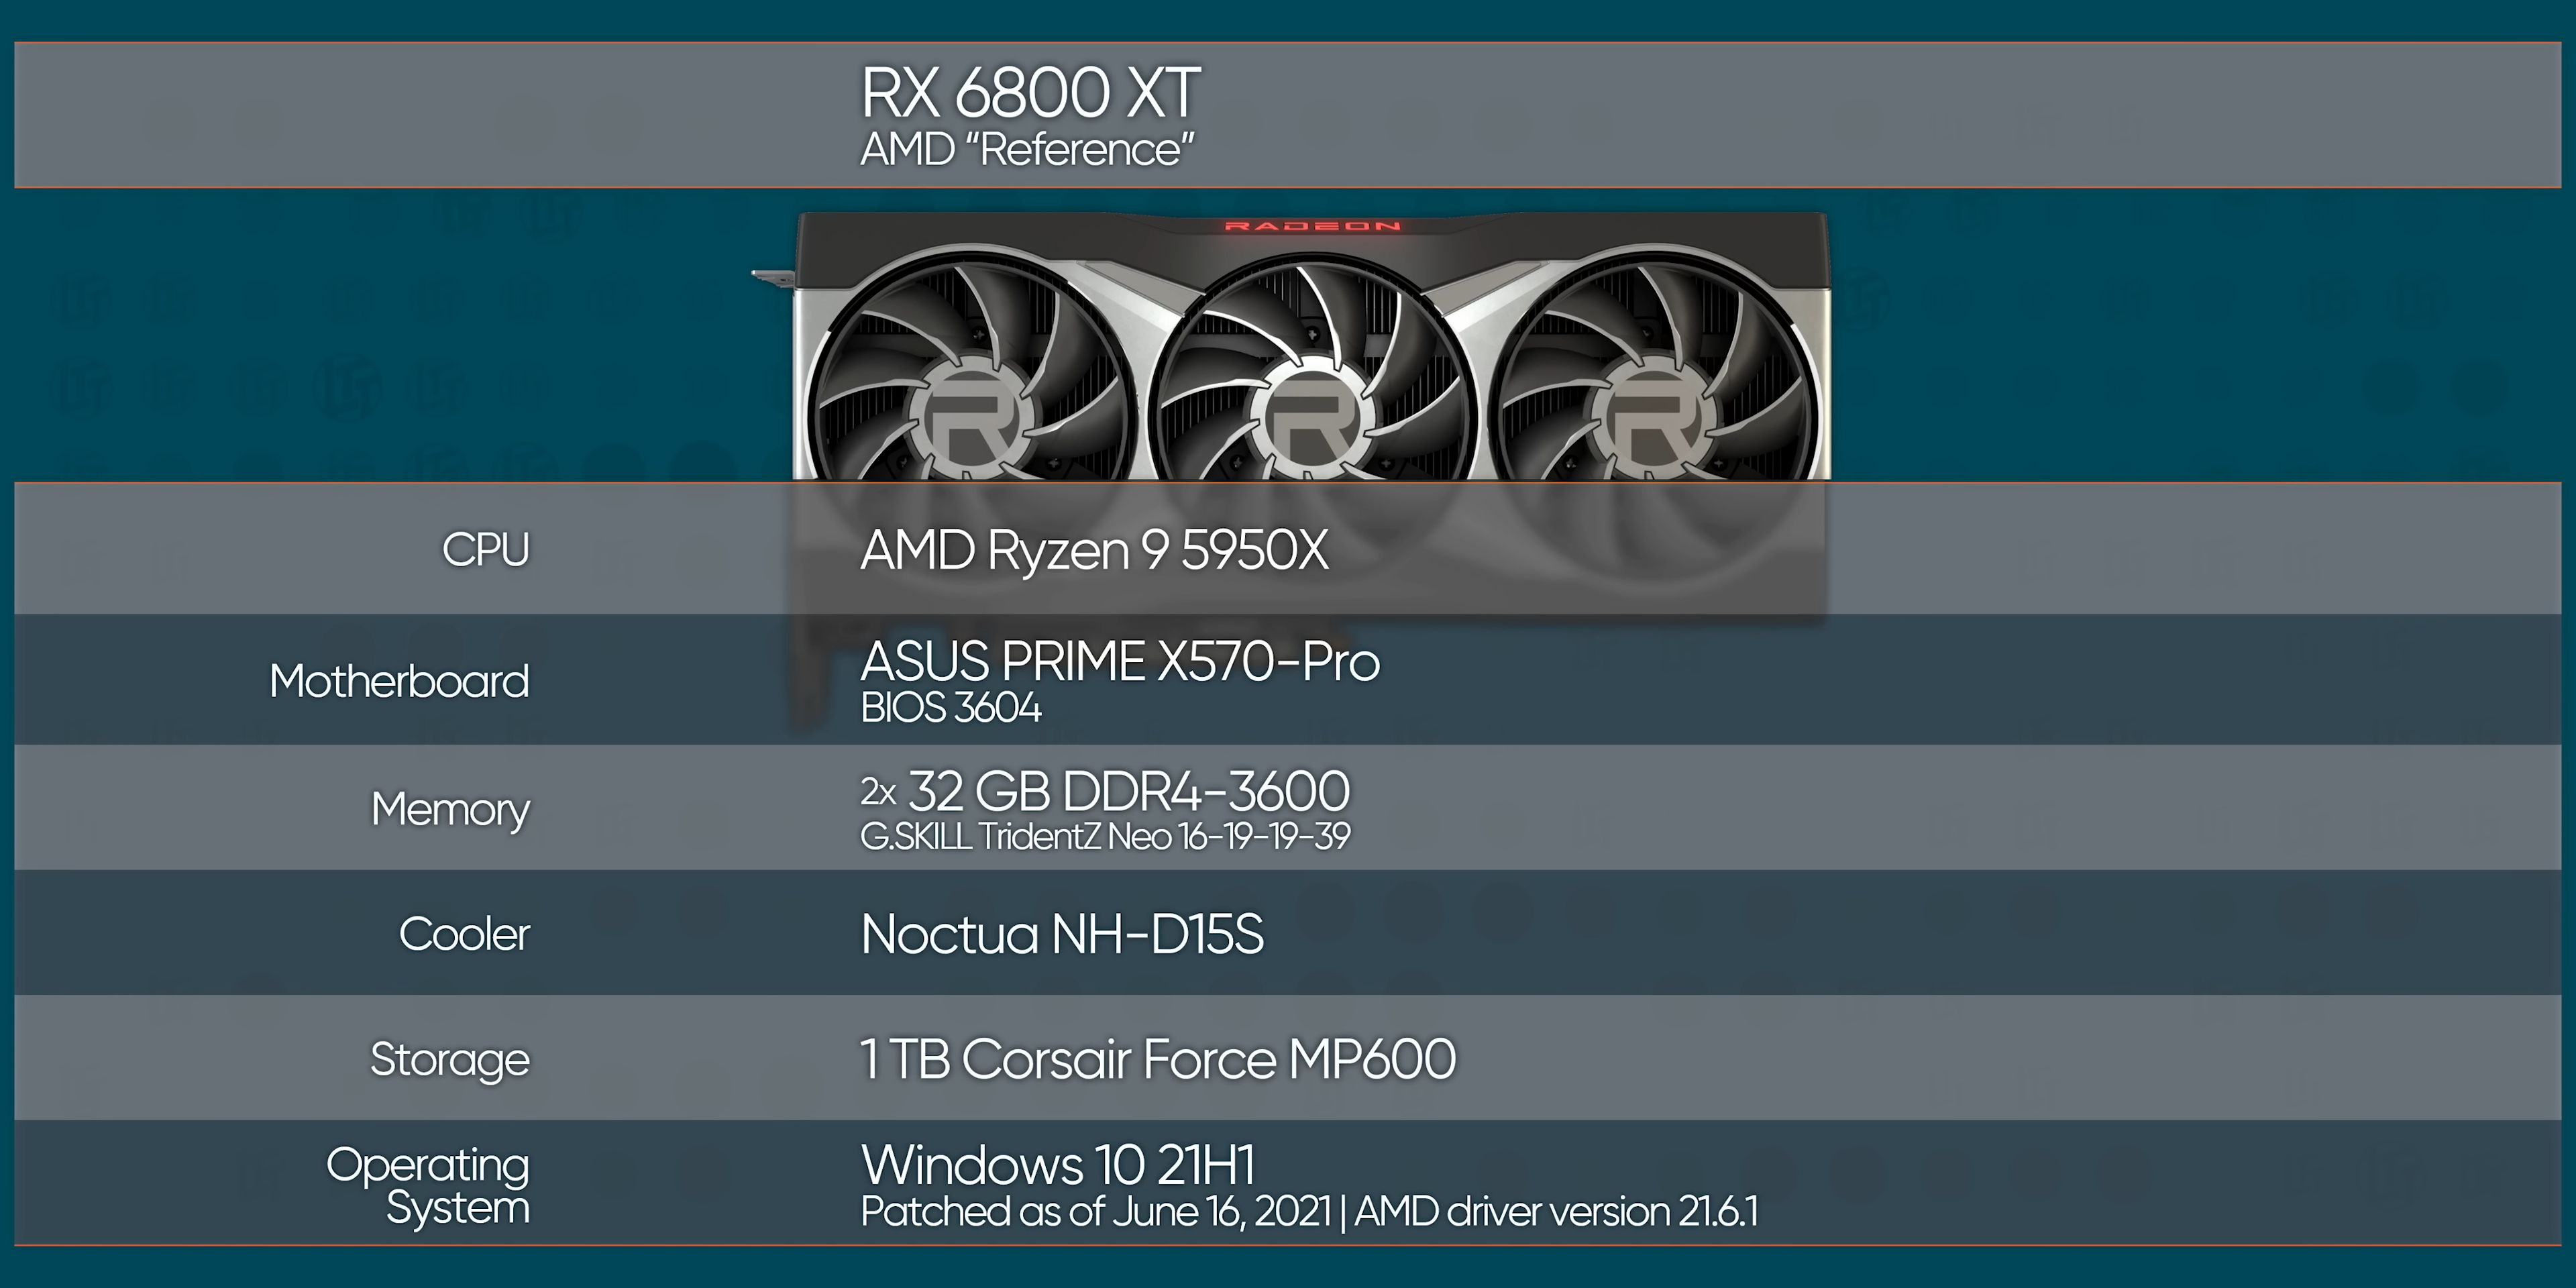 RX 6800 XT
AMD “Reference”
RADEON
CPU
AMD Ryzen 9 5950X
Motherboard
ASUS PRIME X570-Pro
BIOS 3604
Memory
2x 32 GB DDR4-3600
G.SKILL TridentZ Neo 16-19-19-39
Cooler
Noctua NH-D15S
Storage
1 TB Corsair Force MP600
Operating
System
Windows 10 21H1
Patched as of June 16, 2021 | AMD driver version 21.6.1